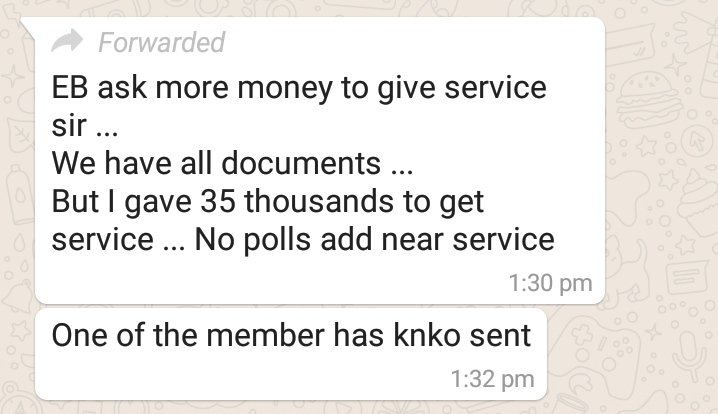 Forwarded
EB ask more money to give service
sir ...
We have all documents ...
But I gave 35 thousands to get
service ... No polls add near service
1:30 pm
One of the member has knko sent
1:32 pm